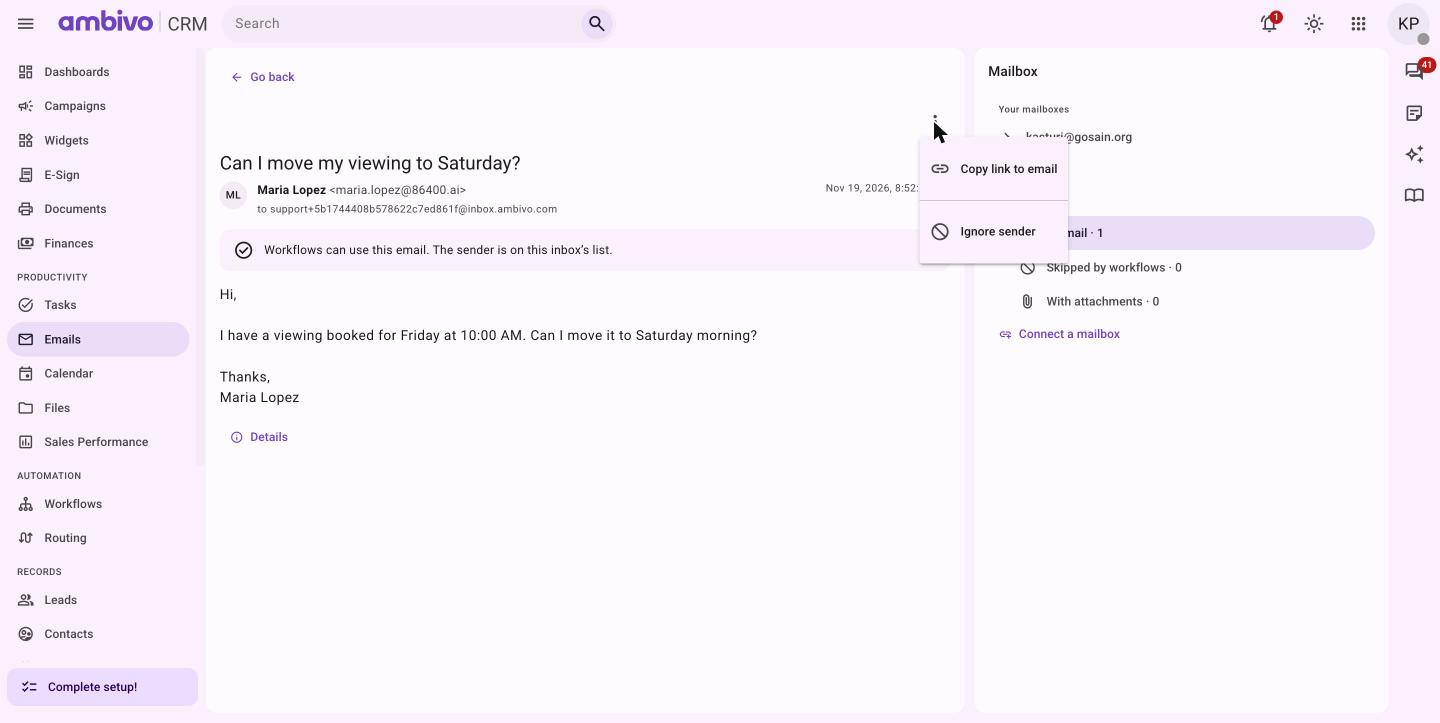 ambivo CRM
Search
1
KP
Dashboards
Campaigns
Widgets
E-Sign
Documents
Finances
PRODUCTIVITY
Tasks
Emails
Calendar
Files
Sales Performance
AUTOMATION
Workflows
Routing
RECORDS
Leads
Contacts
Complete setup!
Go back
Can I move my viewing to Saturday?
ML
Maria Lopez <maria.lopez@86400.ai>
Nov 19, 2026, 8:52:
to support+5b1744408b578622c7ed861f@inbox.ambivo.com
Workflows can use this email. The sender is on this inbox’s list.
Hi,
I have a viewing booked for Friday at 10:00 AM. Can I move it to Saturday morning?
Thanks,
Maria Lopez
Details
Copy link to email
Ignore sender
Mailbox
Your mailboxes
kasturi@gosain.org
mail · 1
Skipped by workflows · 0
With attachments · 0
Connect a mailbox
41